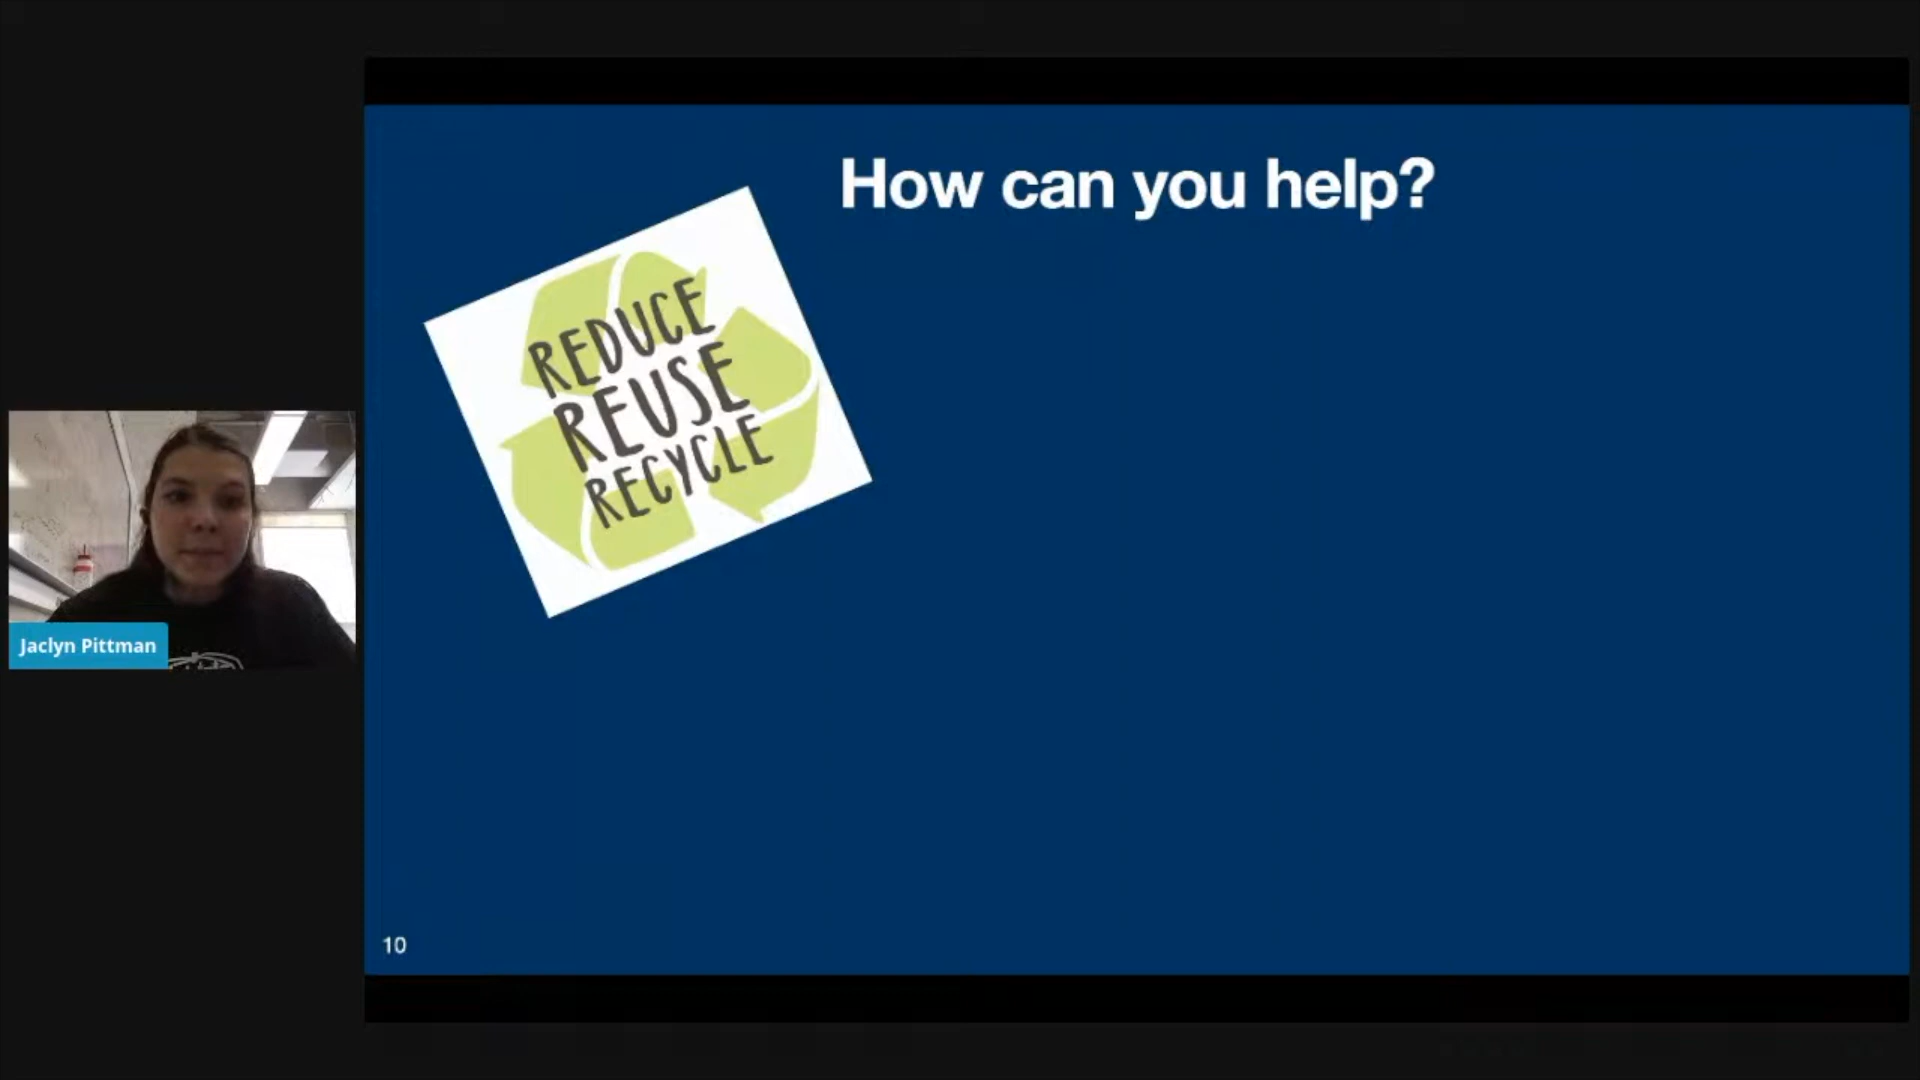 How can you help?
REDUCE
REUSE
RECYCLE
Jaclyn Pittman
10